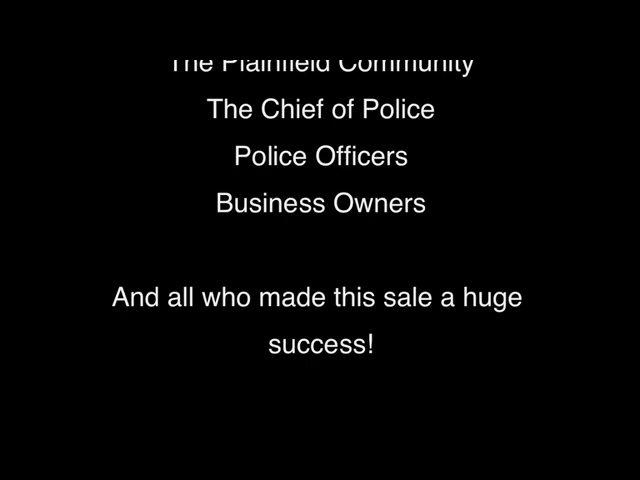 The Plainfield Community
The Chief of Police
Police Officers
Business Owners
And all who made this sale a huge
success!